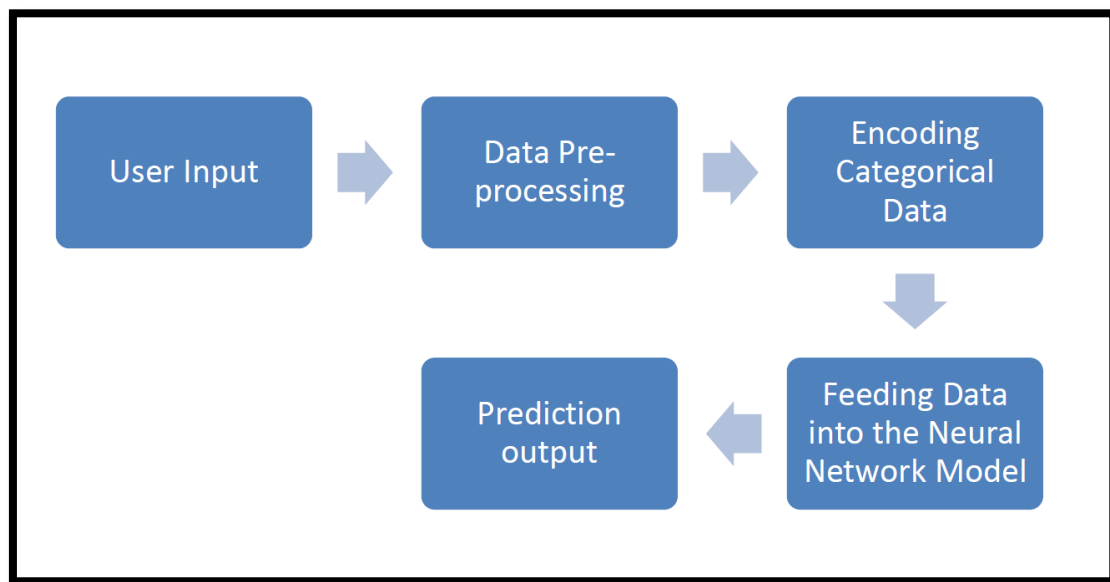 User Input
Data Pre-
processing
Encoding
Categorical
Data
Feeding Data
into the Neural
Network Model
Prediction
output